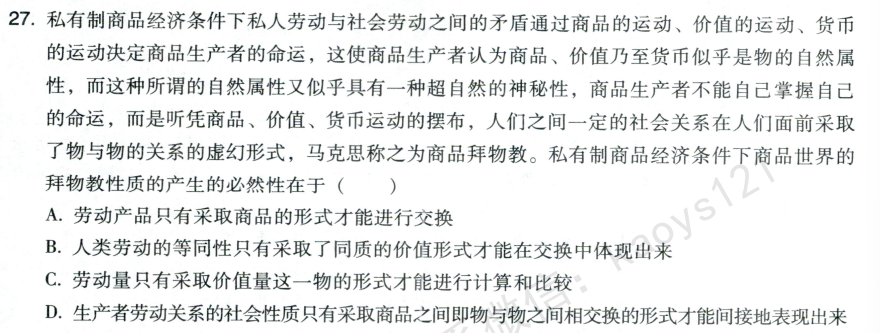 27. 私有制商品经济条件下私人劳动与社会劳动之间的矛盾通过商品的运动、价值的运动、货币
的运动决定商品生产者的命运，这使商品生产者认为商品、价值乃至货币似乎是物的自然属
性，而这种所谓的自然属性又似乎具有一种超自然的神秘性，商品生产者不能自己掌握自己
的命运，而是听凭商品、价值、货币运动的摆布，人们之间一定的社会关系在人们面前采取
了物与物的关系的虚幻形式，马克思称之为商品拜物教。私有制商品经济条件下商品世界的
拜物教性质的产生的必然性在于（　　）
A. 劳动产品只有采取商品的形式才能进行交换
B. 人类劳动的等同性只有采取了同质的价值形式才能在交换中体现出来
C. 劳动量只有采取价值量这一物的形式才能进行计算和比较
D. 生产者劳动关系的社会性质只有采取商品之间即物与物之间相交换的形式才能间接地表现出来